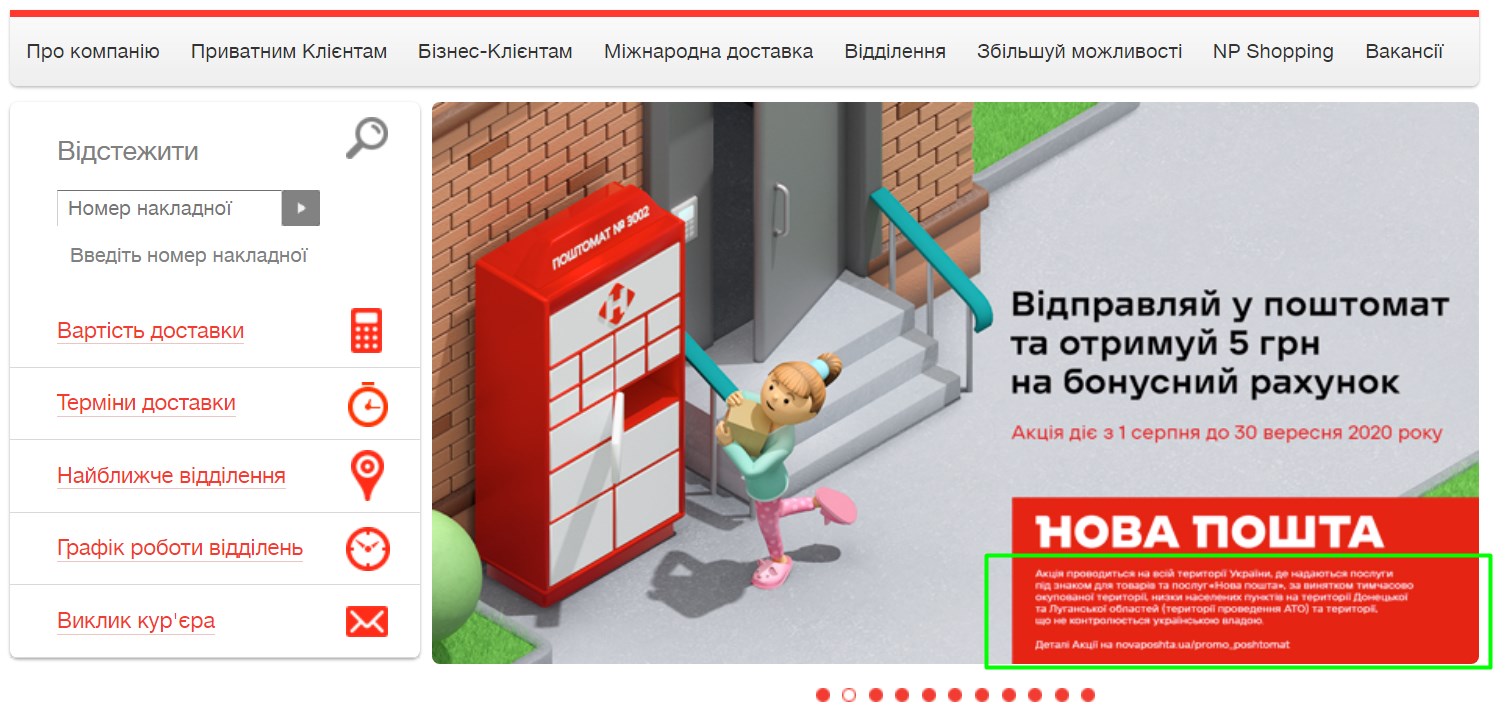 Про компанію Приватним Клієнтам Бізнес-Клієнтам Міжнародна доставка Відділення Збільшуй можливості NP Shopping Вакансії
Відстежити
Номер накладної
Введіть номер накладної
Вартість доставки
Терміни доставки
Найближче відділення
Графік роботи відділень
Виклик кур'єра
ПОШТОМАТ № 3002
Відправляй у поштомат
та отримуй 5 грн
на бонусний рахунок
Акція діє з 1 серпня до 30 вересня 2020 року
НОВА ПОШТА
Акція проводиться на всій території України, де надаються послуги
під знаком для товарів та послуг«Нова пошта», за винятком тимчасово
окупованої території, низки населених пунктів на території Донецької
та Луганської областей (території проведення АТО) та території,
що не контролюється українською владою.
Деталі Акції на novaposhta.ua/promo_poshtomat